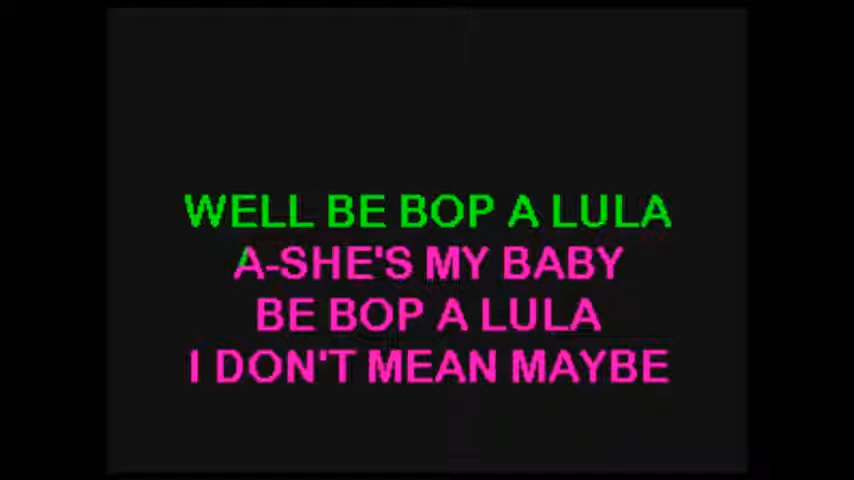 WELL BE BOP A LULA
A-SHE'S MY BABY
BE BOP A LULA
I DON'T MEAN MAYBE